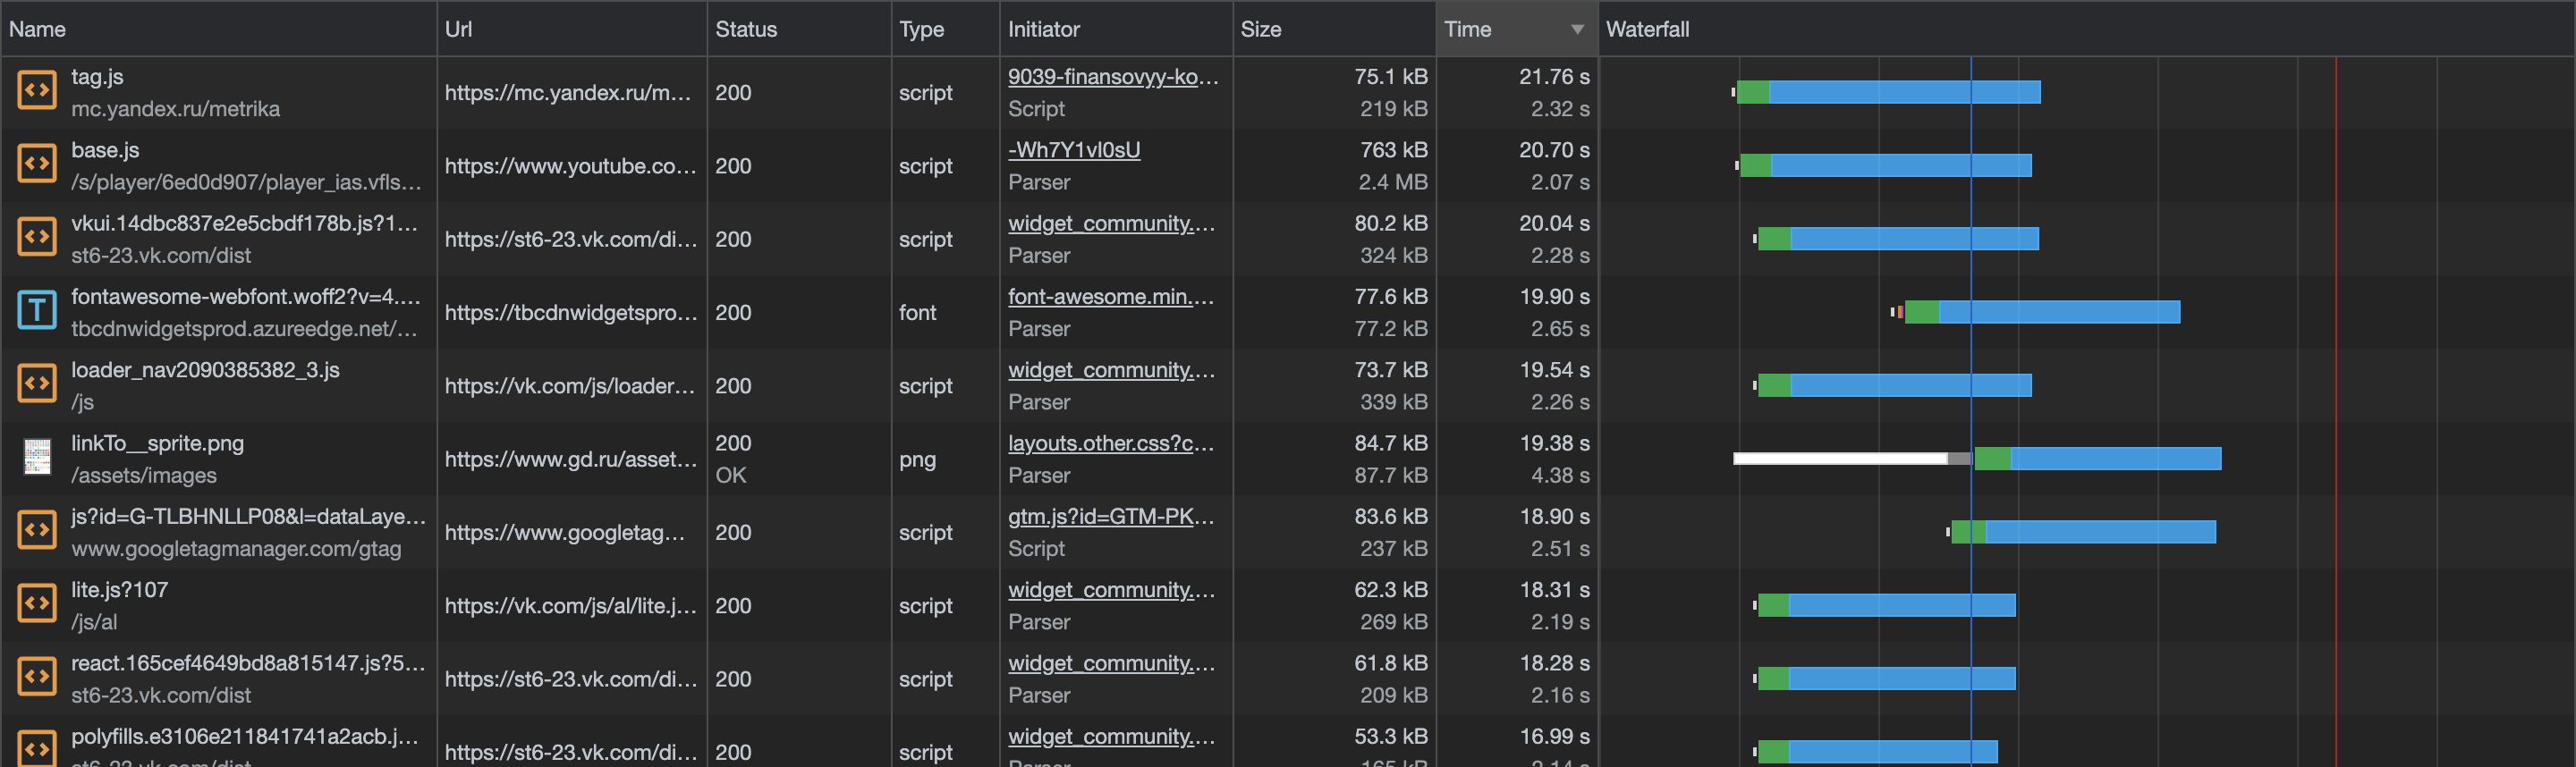 Name Url Status Type Initiator Size Time Waterfall
tag.js https://mc.yandex.ru/m... 200 script 9039-finansovyy-ko... 75.1 kB 21.76 s
mc.yandex.ru/metrika Script 219 kB 2.32 s
base.js https://www.youtube.co... 200 script -Wh7Y1vl0sU 763 kB 20.70 s
/s/player/6ed0d907/player_ias.vfls... Parser 2.4 MB 2.07 s
vkui.14dbc837e2e5cbdf178b.js?1... https://st6-23.vk.com/di... 200 script widget_community.... 80.2 kB 20.04 s
st6-23.vk.com/dist Parser 324 kB 2.28 s
fontawesome-webfont.woff2?v=4.... https://tbcdnwidgetspro... 200 font font-awesome.min.... 77.6 kB 19.90 s
tbcdnwidgetsprod.azureedge.net/... Parser 77.2 kB 2.65 s
loader_nav2090385382_3.js https://vk.com/js/loader... 200 script widget_community.... 73.7 kB 19.54 s
/js Parser 339 kB 2.26 s
linkTo__sprite.png https://www.gd.ru/asset... 200 png layouts.other.css?c... 84.7 kB 19.38 s
/assets/images OK Parser 87.7 kB 4.38 s
js?id=G-TLBHNLLP08&l=dataLaye... https://www.googletag... 200 script gtm.js?id=GTM-PK... 83.6 kB 18.90 s
www.googletagmanager.com/gtag Script 237 kB 2.51 s
lite.js?107 https://vk.com/js/al/lite.j... 200 script widget_community.... 62.3 kB 18.31 s
/js/al Parser 269 kB 2.19 s
react.165cef4649bd8a815147.js?5... https://st6-23.vk.com/di... 200 script widget_community.... 61.8 kB 18.28 s
st6-23.vk.com/dist Parser 209 kB 2.16 s
polyfills.e3106e211841741a2acb.j... https://st6-23.vk.com/di... 200 script widget_community.... 53.3 kB 16.99 s
st6-23.vk.com/dist Parser 165 kB 2.14 s